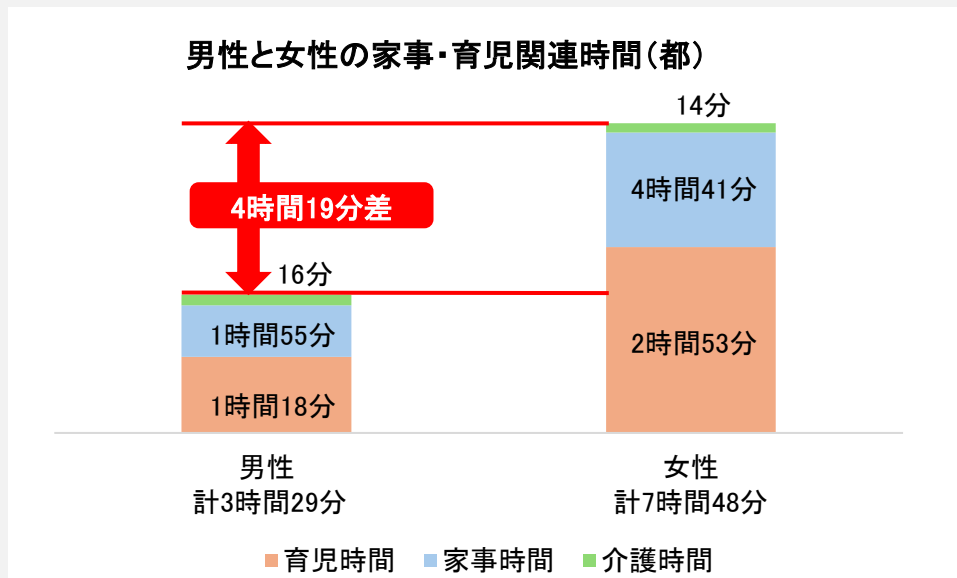 男性と女性の家事・育児関連時間（都）
14分
4時間41分
4時間19分差
16分
1時間55分
2時間53分
1時間18分
男性
計3時間29分
女性
計7時間48分
育児時間 家事時間 介護時間